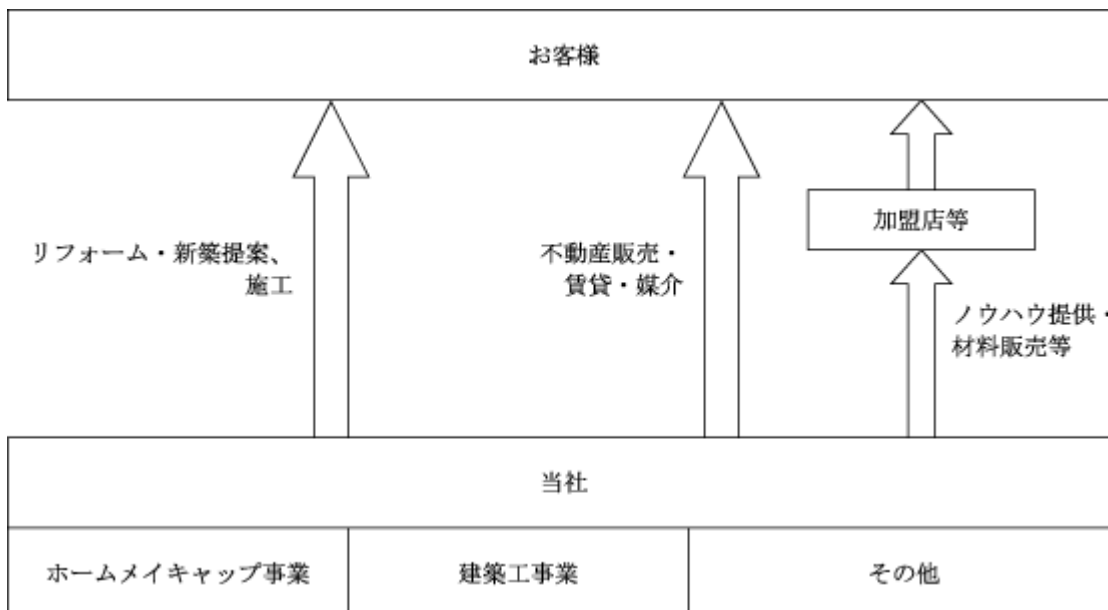 お客様
加盟店等
リフォーム・新築提案、
施工
不動産販売・
賃貸・媒介
ノウハウ提供・
材料販売等
当社
ホームメイキャップ事業
建築工事業
その他